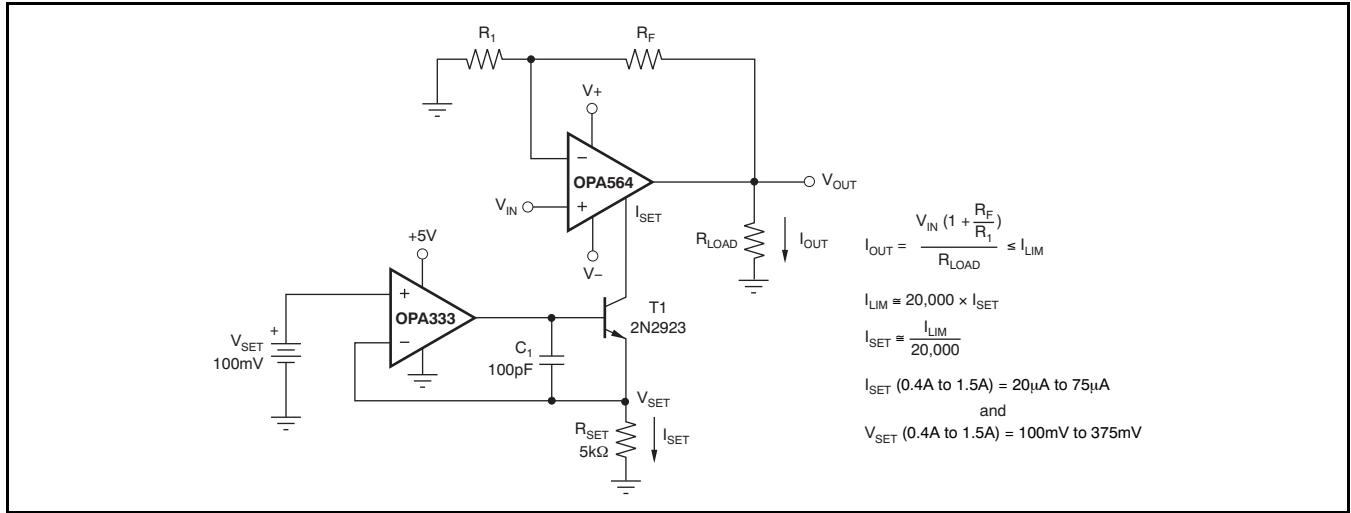 R1
RF
V+
−
OPA564
VOUT
VIN
+
ISET
RLOAD
IOUT
V−
+5V
+
OPA333
−
T1
2N2923
+
VSET
100mV
C1
100pF
VSET
RSET
5kΩ
ISET
IOUT = VIN (1 + RF/R1) / RLOAD ≤ ILIM
ILIM ≅ 20,000 × ISET
ISET ≅ ILIM / 20,000
ISET (0.4A to 1.5A) = 20μA to 75μA
and
VSET (0.4A to 1.5A) = 100mV to 375mV